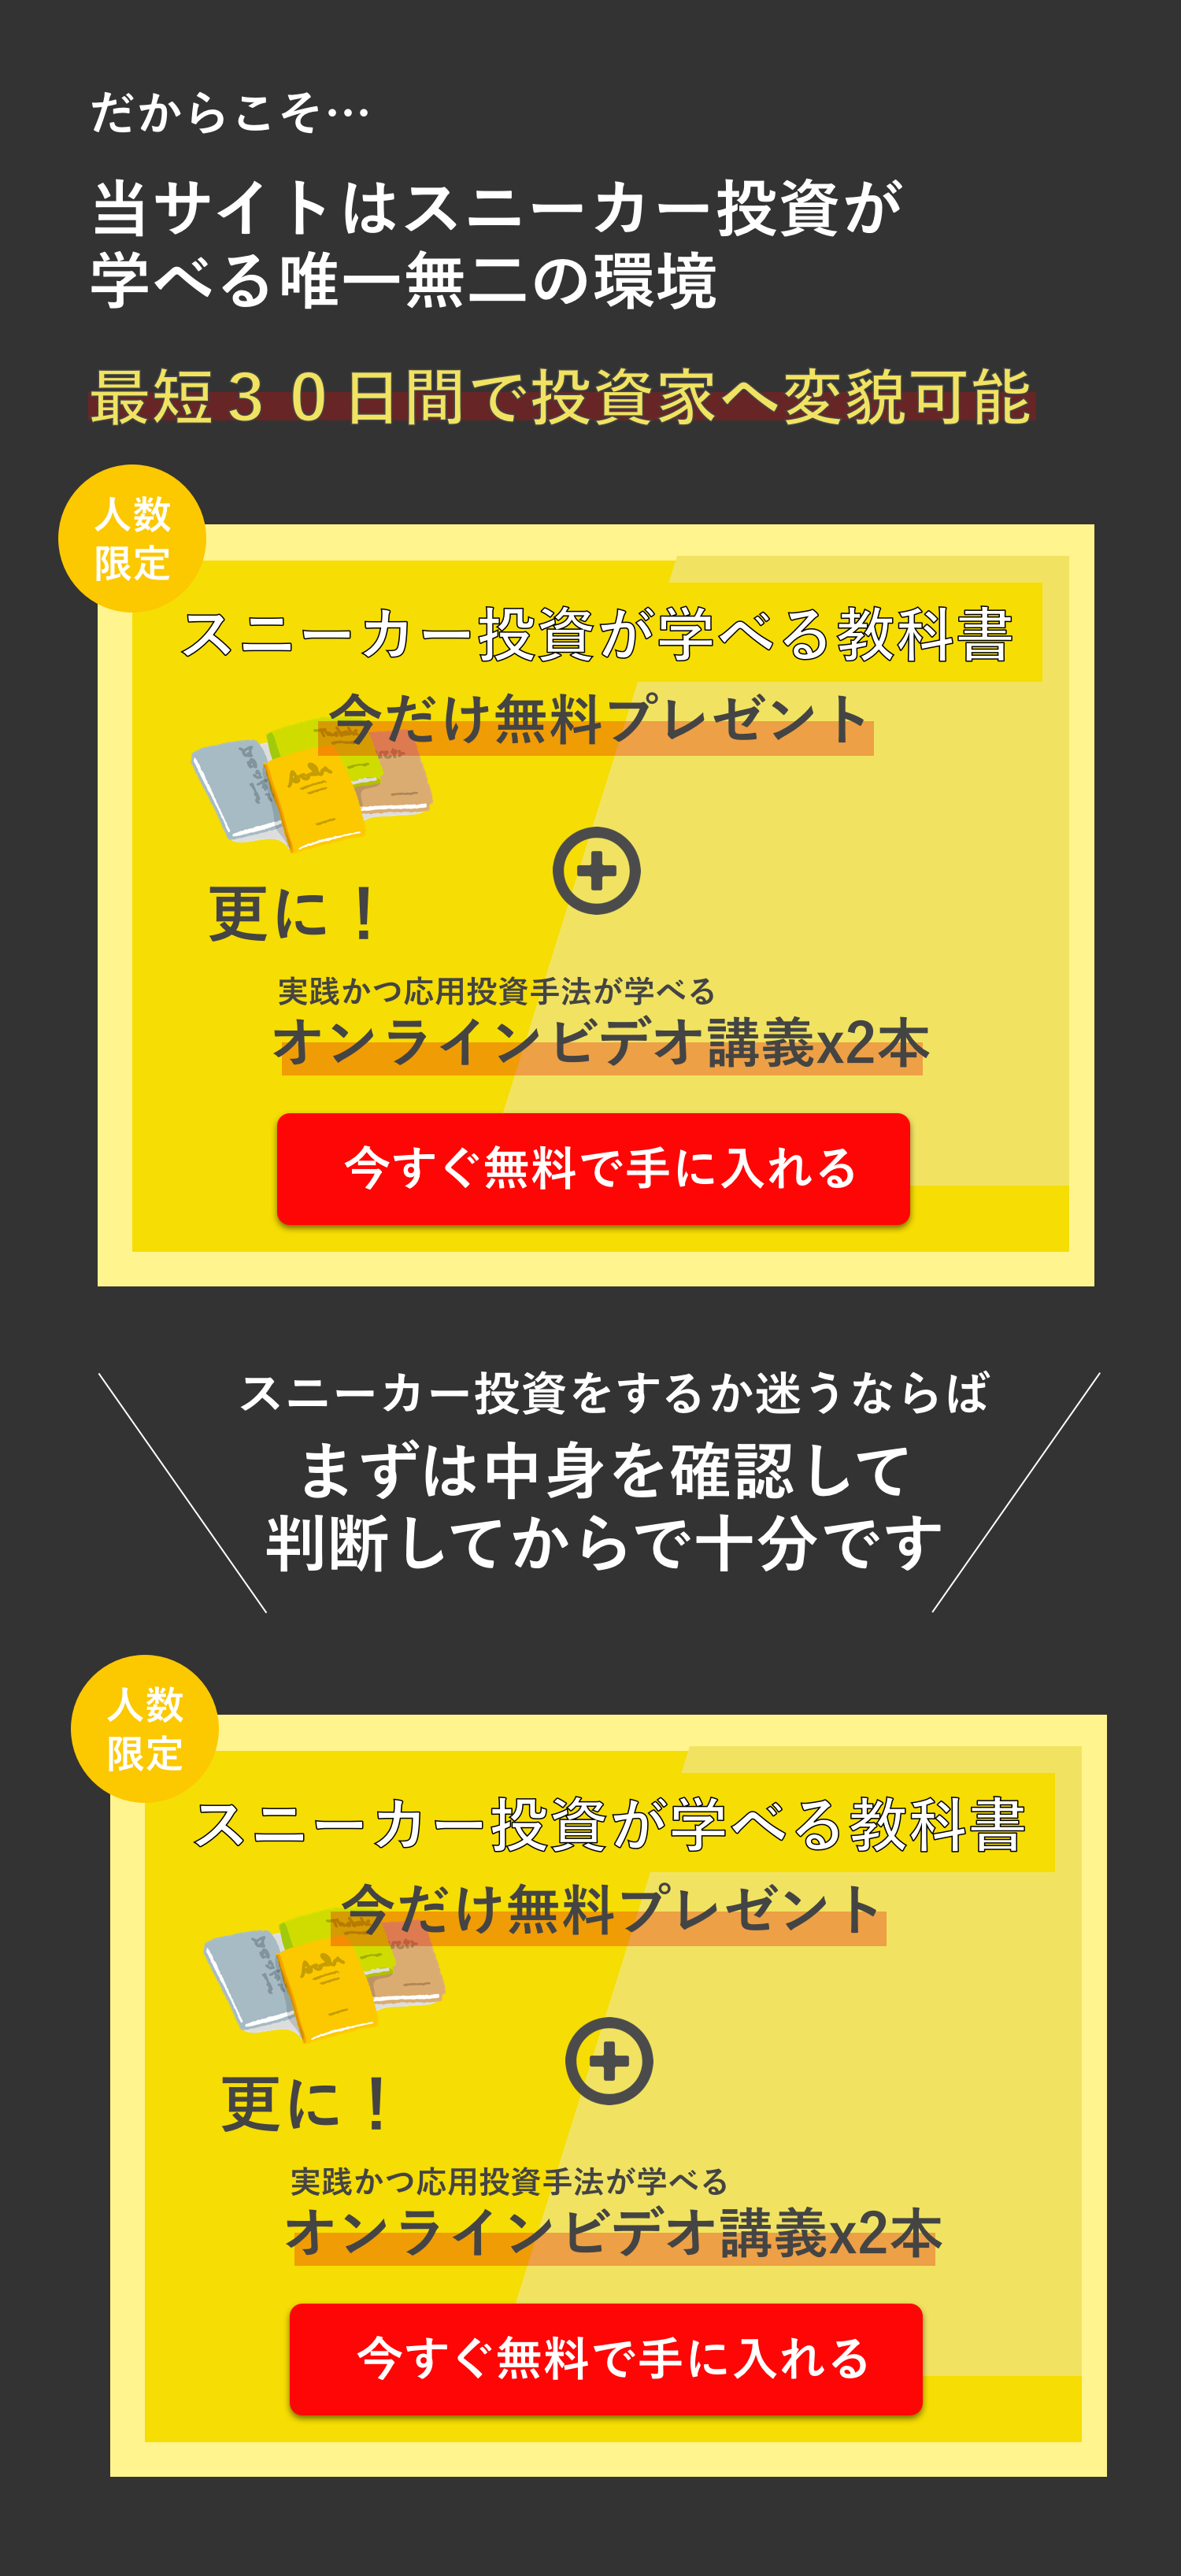 だからこそ…
当サイトはスニーカー投資が
学べる唯一無二の環境
最短３０日間で投資家へ変貌可能
人数
限定
スニーカー投資が学べる教科書
今だけ無料プレゼント
更に！
実践かつ応用投資手法が学べる
オンラインビデオ講義x2本
今すぐ無料で手に入れる
スニーカー投資をするか迷うならば
まずは中身を確認して
判断してからで十分です
人数
限定
スニーカー投資が学べる教科書
今だけ無料プレゼント
更に！
実践かつ応用投資手法が学べる
オンラインビデオ講義x2本
今すぐ無料で手に入れる